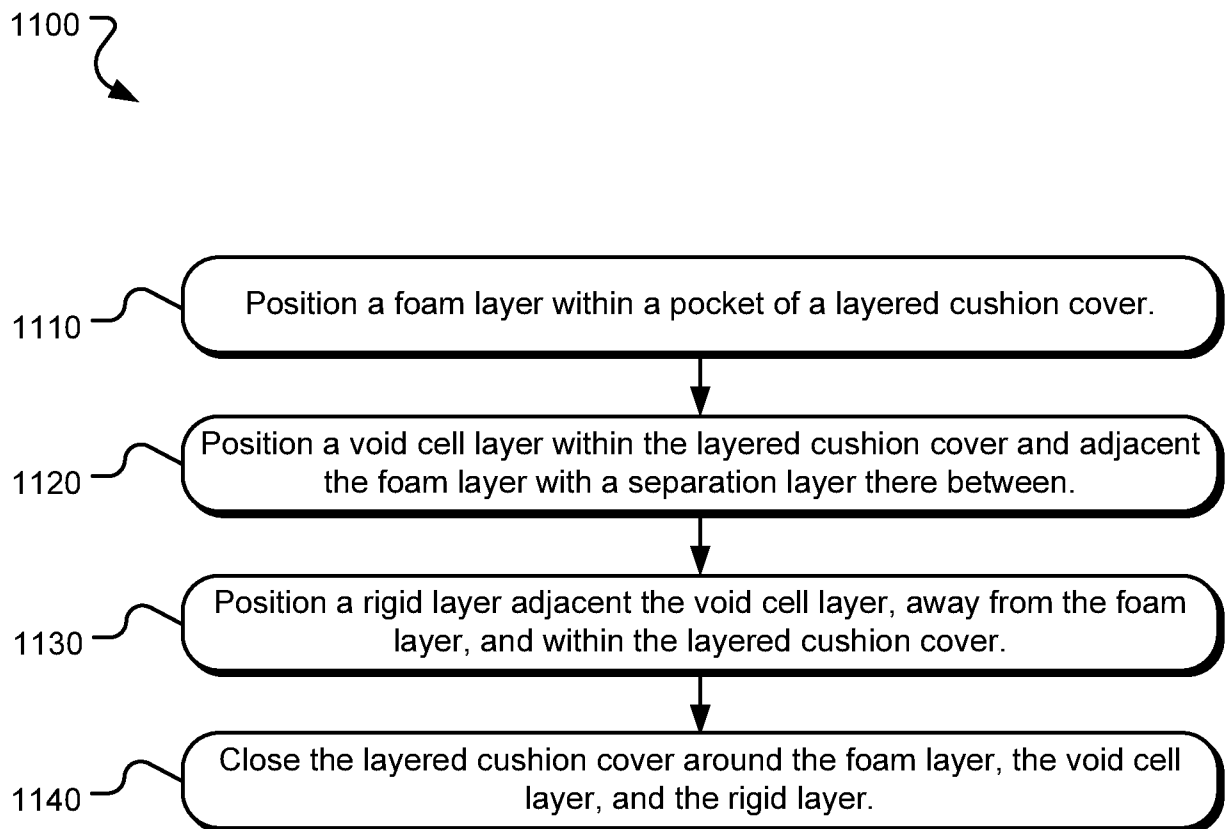 1100
Position a foam layer within a pocket of a layered cushion cover.
1110
Position a void cell layer within the layered cushion cover and adjacent
the foam layer with a separation layer there between.
1120
Position a rigid layer adjacent the void cell layer, away from the foam
layer, and within the layered cushion cover.
1130
Close the layered cushion cover around the foam layer, the void cell
layer, and the rigid layer.
1140